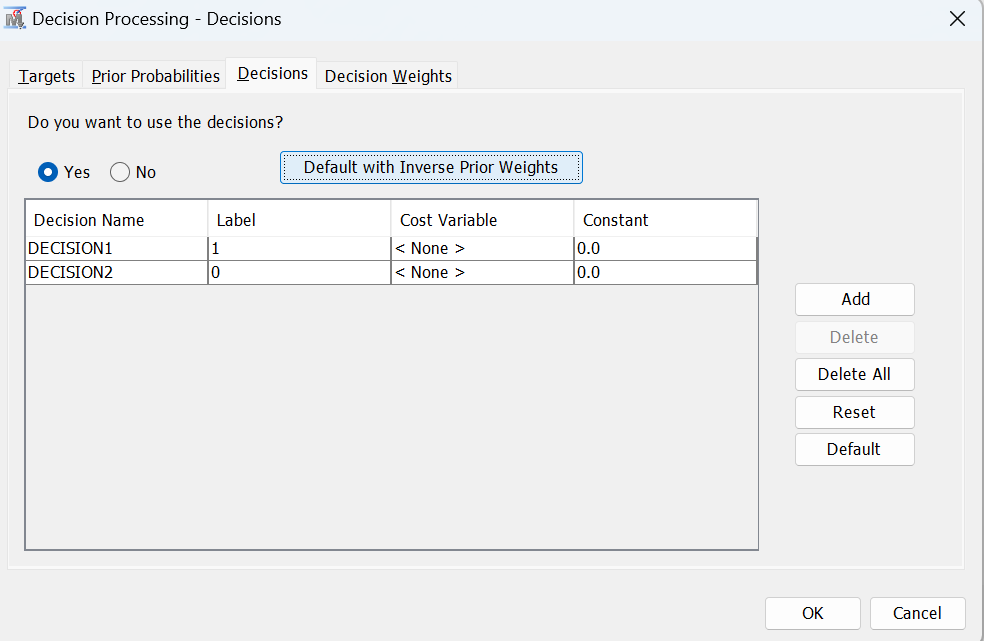 Decision Processing - Decisions
Targets Prior Probabilities Decisions Decision Weights
Do you want to use the decisions?
Yes No Default with Inverse Prior Weights
Decision Name Label Cost Variable Constant
DECISION1 1 < None > 0.0
DECISION2 0 < None > 0.0
Add
Delete
Delete All
Reset
Default
OK Cancel